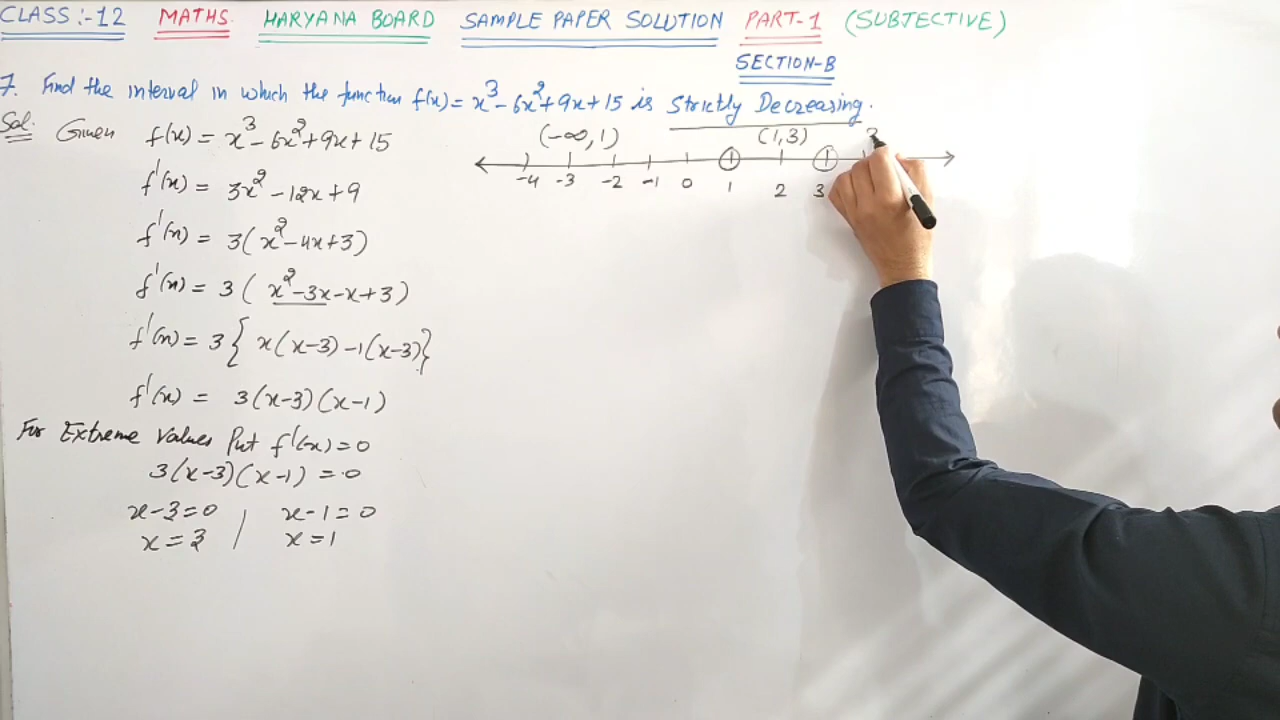 CLASS :- 12 MATHS. HARYANA BOARD SAMPLE PAPER SOLUTION PART-1 (SUBJECTIVE)
SECTION-B
7. Find the interval in which the function f(x) = x³ - 6x² + 9x + 15 is Strictly Decreasing.
Sol. Given f(x) = x³ - 6x² + 9x + 15
(-∞, 1) (1, 3) 3
-4 -3 -2 -1 0 1 2 3
f'(x) = 3x² - 12x + 9
f'(x) = 3(x² - 4x + 3)
f'(x) = 3(x² - 3x - x + 3)
f'(x) = 3{x(x-3) - 1(x-3)}
f'(x) = 3(x-3)(x-1)
For Extreme Values Put f'(x) = 0
3(x-3)(x-1) = 0
x-3=0 / x-1=0
x=3 x=1